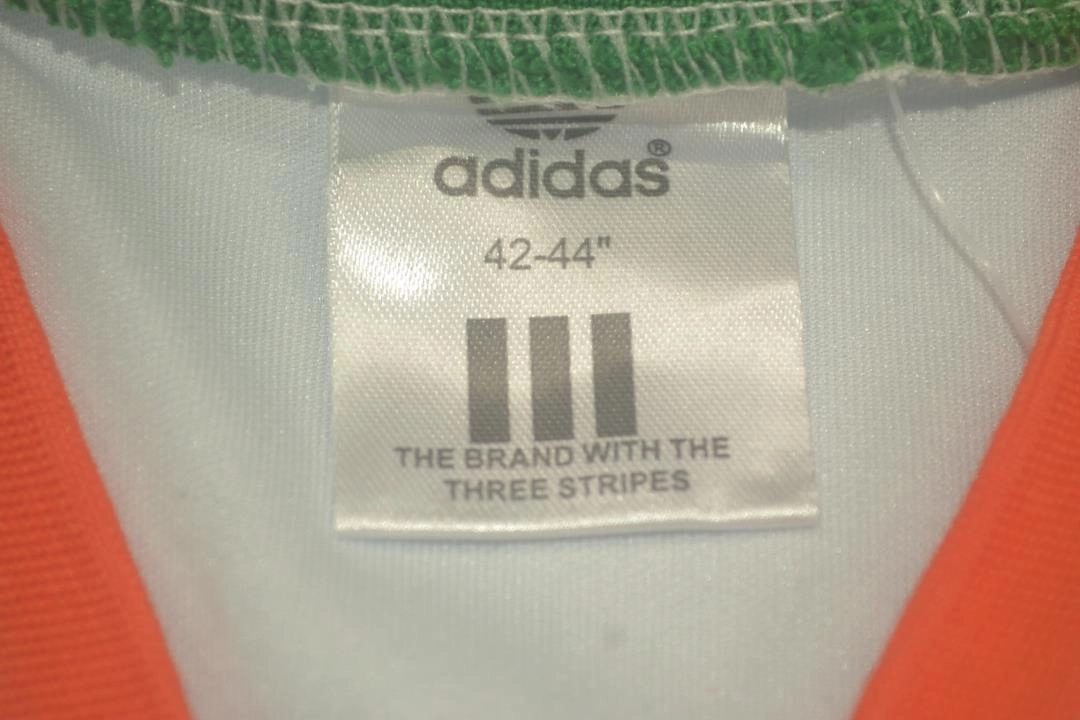 adidas®
42-44"
THE BRAND WITH THE
THREE STRIPES